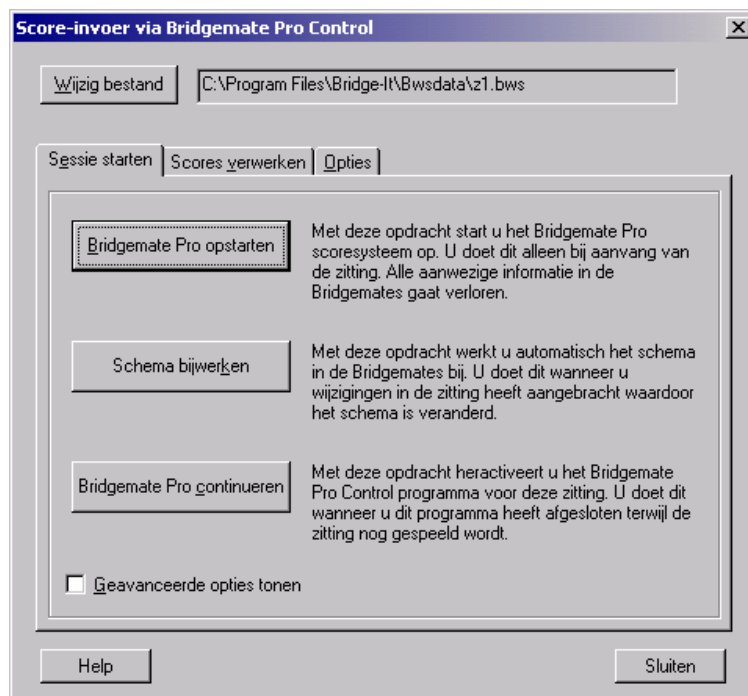 Score-invoer via Bridgemate Pro Control
Wijzig bestand
C:\Program Files\Bridge-It\Bwsdata\z1.bws
Sessie starten
Scores verwerken
Opties
Bridgemate Pro opstarten
Met deze opdracht start u het Bridgemate Pro
scoresysteem op. U doet dit alleen bij aanvang van
de zitting. Alle aanwezige informatie in de
Bridgemates gaat verloren.
Schema bijwerken
Met deze opdracht werkt u automatisch het schema
in de Bridgemates bij. U doet dit wanneer u
wijzigingen in de zitting heeft aangebracht waardoor
het schema is veranderd.
Bridgemate Pro continueren
Met deze opdracht heractiveert u het Bridgemate
Pro Control programma voor deze zitting. U doet dit
wanneer u dit programma heeft afgesloten terwijl de
zitting nog gespeeld wordt.
Geavanceerde opties tonen
Help
Sluiten